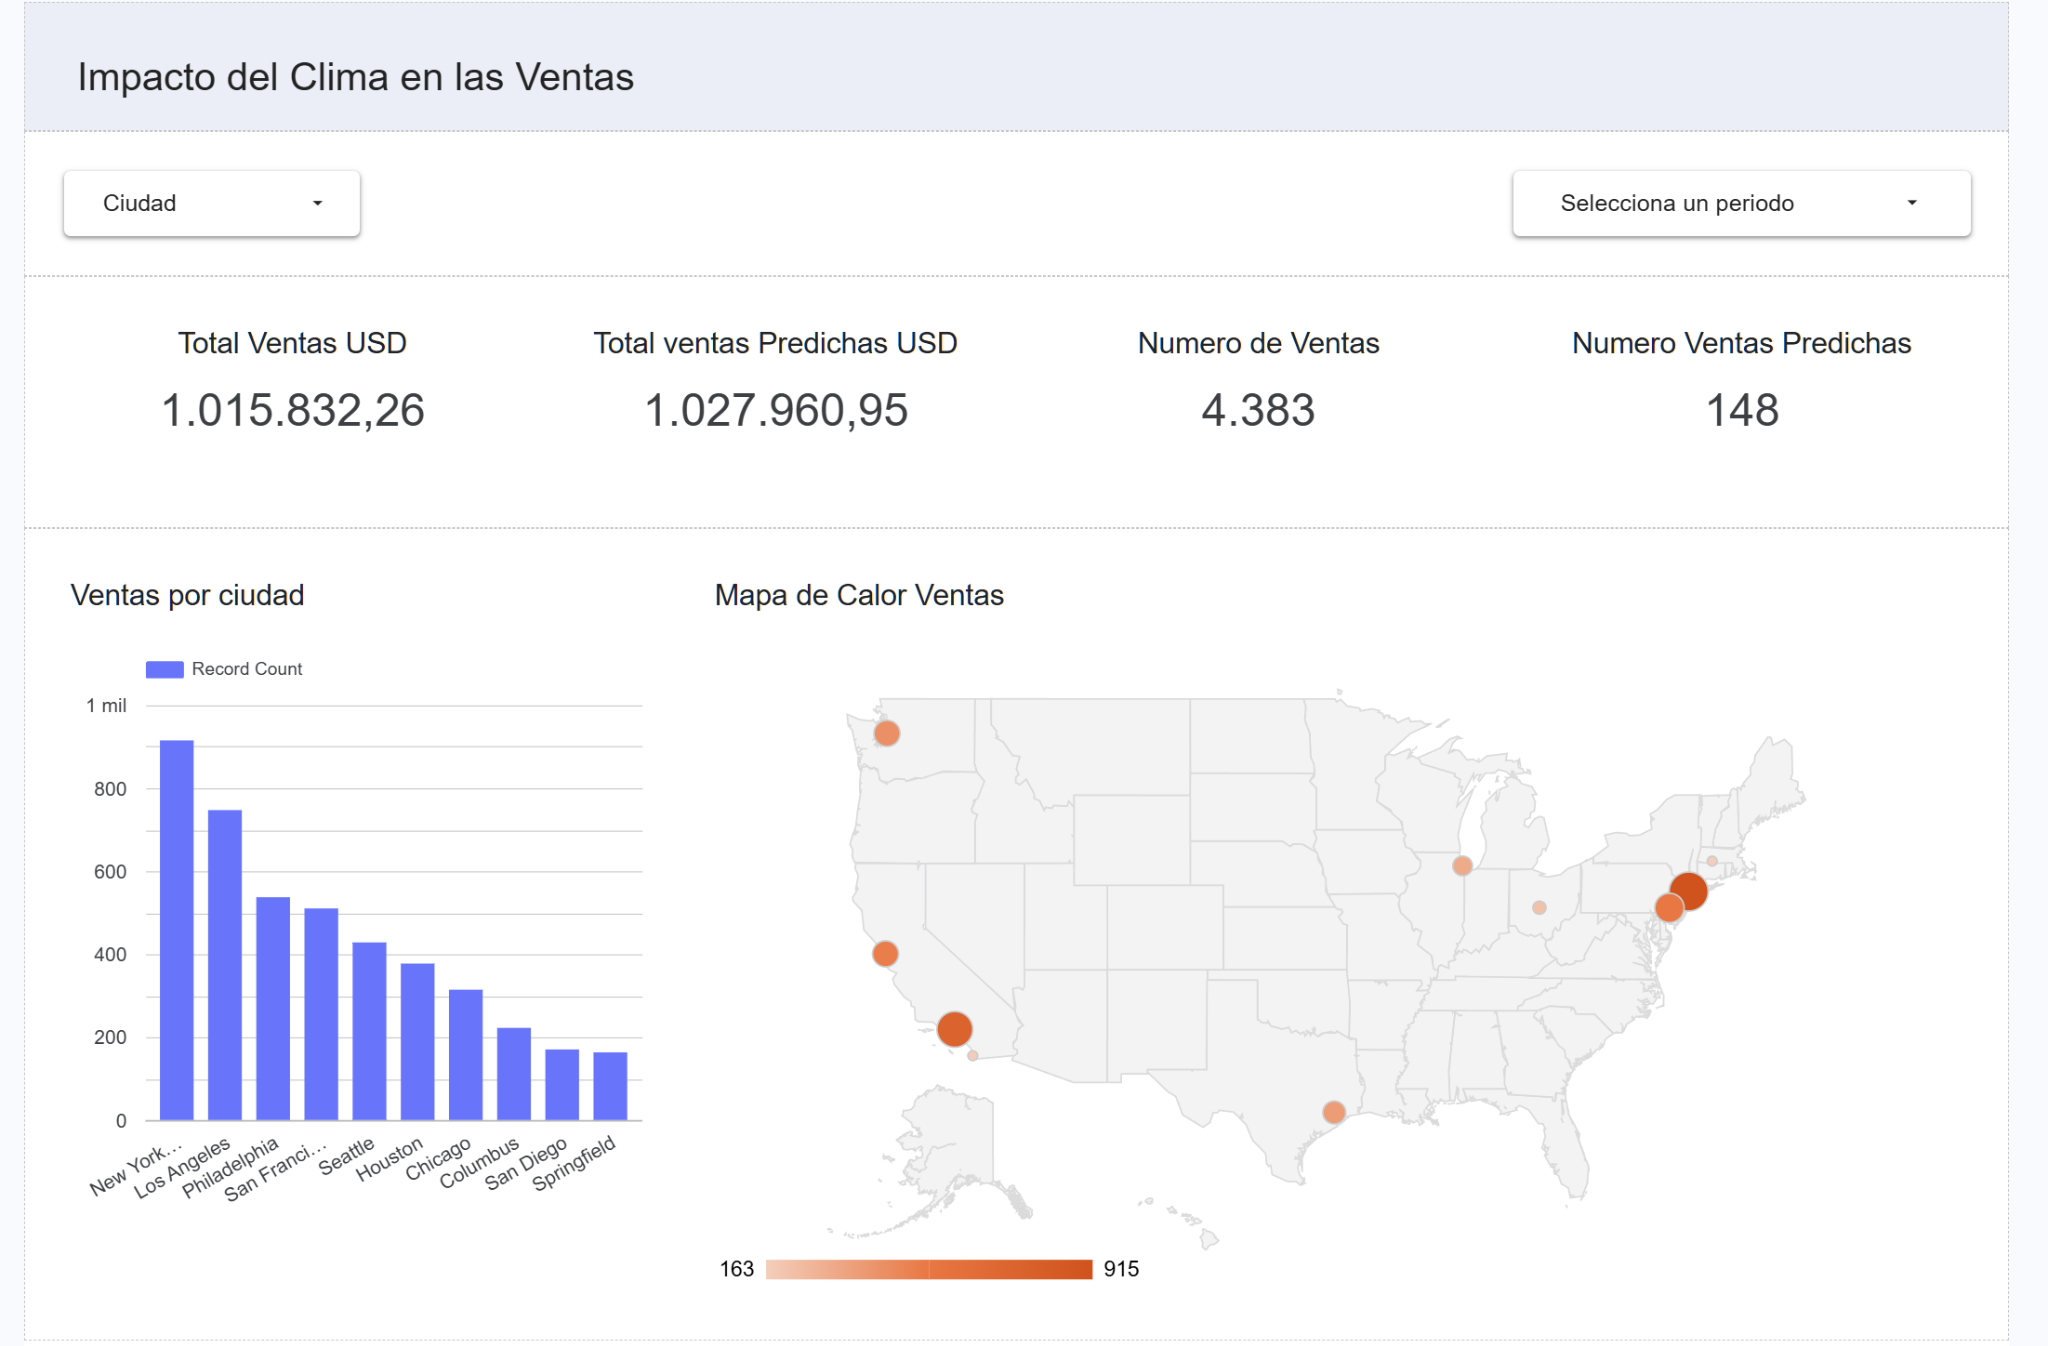 Impacto del Clima en las Ventas
Ciudad
Selecciona un periodo
Total Ventas USD
1.015.832,26
Total ventas Predichas USD
1.027.960,95
Numero de Ventas
4.383
Numero Ventas Predichas
148
Ventas por ciudad
Record Count
1 mil
800
600
400
200
0
New York…
Los Angeles
Philadelphia
San Franci…
Seattle
Houston
Chicago
Columbus
San Diego
Springfield
Mapa de Calor Ventas
163
915